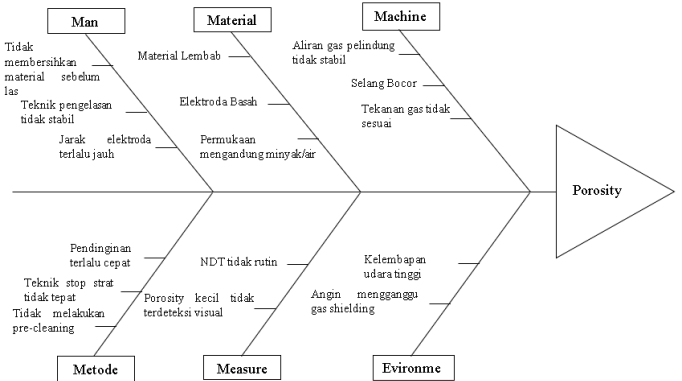 Man
Material
Machine
Tidak
membersihkan
material sebelum
las
Teknik pengelasan
tidak stabil
Jarak elektroda
terlalu jauh
Material Lembab
Elektroda Basah
Permukaan
mengandung minyak/air
Aliran gas pelindung
tidak stabil
Selang Bocor
Tekanan gas tidak
sesuai
Porosity
Pendinginan
terlalu cepat
Teknik stop strat
tidak tepat
Tidak melakukan
pre-cleaning
NDT tidak rutin
Porosity kecil tidak
terdeteksi visual
Kelembapan
udara tinggi
Angin mengganggu
gas shielding
Metode
Measure
Evironme